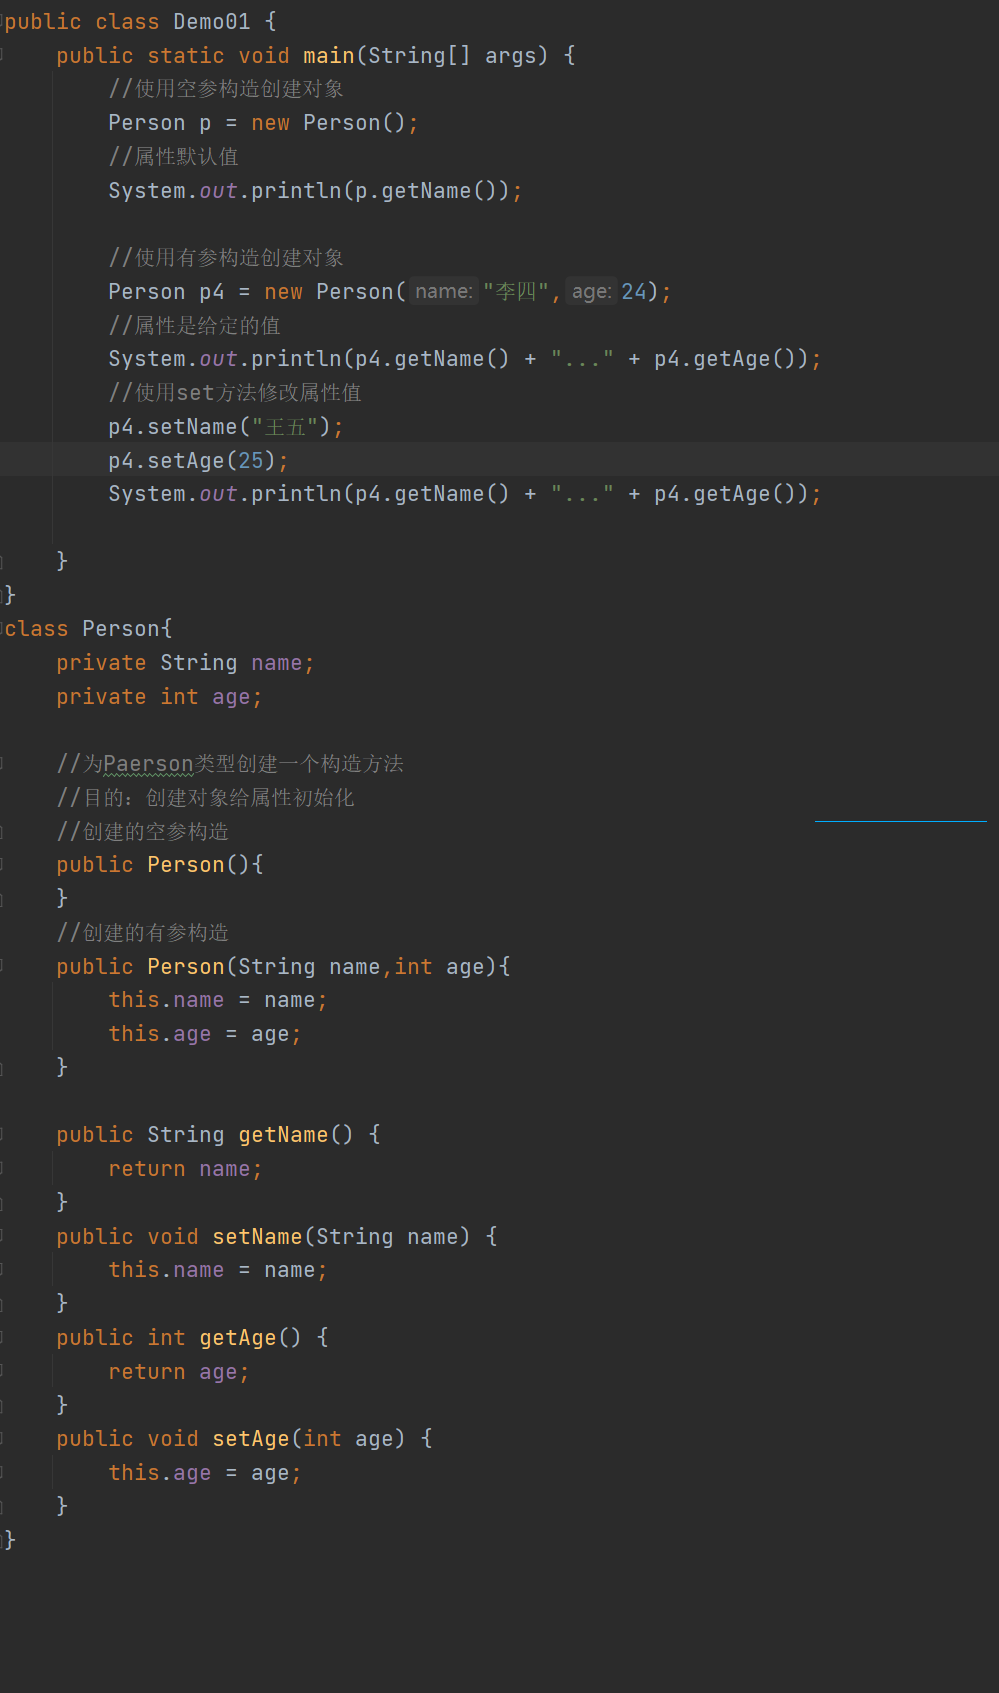 public class Demo01 {
    public static void main(String[] args) {
        //使用空参构造创建对象
        Person p = new Person();
        //属性默认值
        System.out.println(p.getName());
        //使用有参构造创建对象
        Person p4 = new Person( name: "李四", age: 24);
        //属性是给定的值
        System.out.println(p4.getName() + "..." + p4.getAge());
        //使用set方法修改属性值
        p4.setName("王五");
        p4.setAge(25);
        System.out.println(p4.getName() + "..." + p4.getAge());
    }
}
class Person{
    private String name;
    private int age;
    //为Paerson类型创建一个构造方法
    //目的: 创建对象给属性初始化
    //创建的空参构造
    public Person(){
    }
    //创建的有参构造
    public Person(String name,int age){
        this.name = name;
        this.age = age;
    }
    public String getName() {
        return name;
    }
    public void setName(String name) {
        this.name = name;
    }
    public int getAge() {
        return age;
    }
    public void setAge(int age) {
        this.age = age;
    }
}